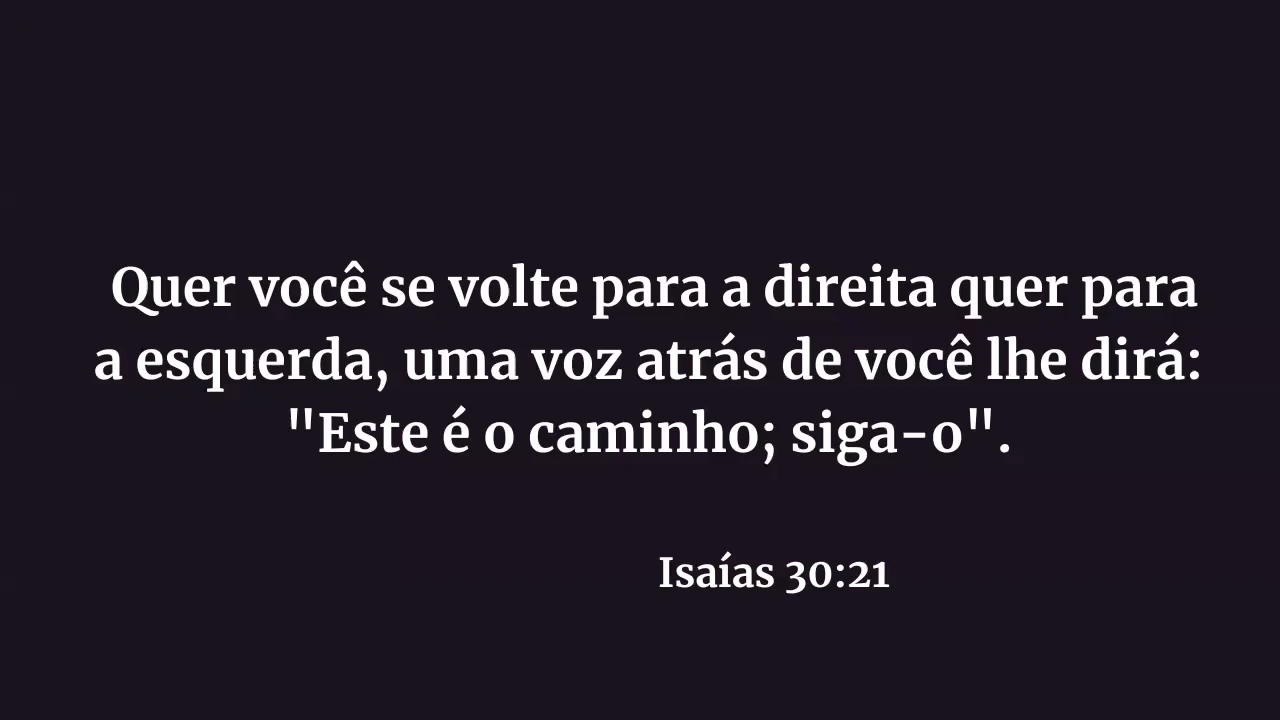 Quer você se volte para a direita quer para
a esquerda, uma voz atrás de você lhe dirá:
"Este é o caminho; siga-o".
Isaías 30:21